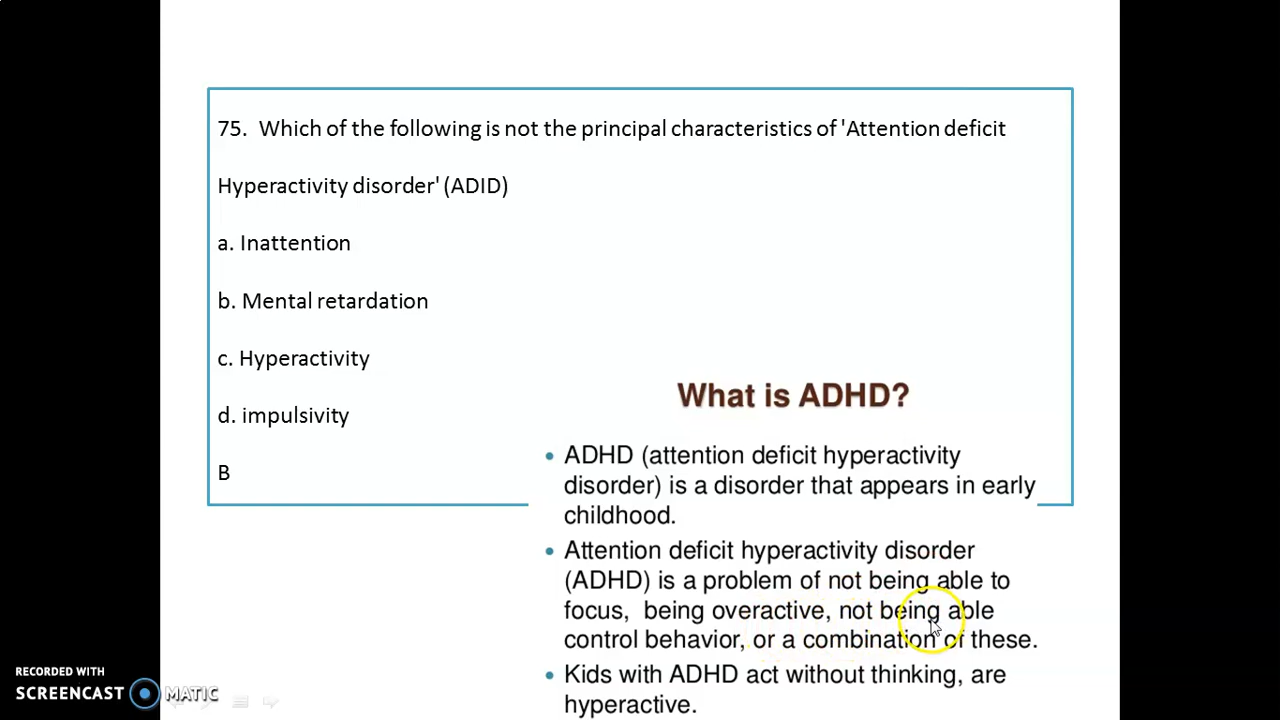 75. Which of the following is not the principal characteristics of 'Attention deficit
Hyperactivity disorder' (ADID)
a. Inattention
b. Mental retardation
c. Hyperactivity
d. impulsivity
B
What is ADHD?
• ADHD (attention deficit hyperactivity
disorder) is a disorder that appears in early
childhood.
• Attention deficit hyperactivity disorder
(ADHD) is a problem of not being able to
focus, being overactive, not being able
control behavior, or a combination of these.
• Kids with ADHD act without thinking, are
hyperactive.
RECORDED WITH
SCREENCAST MATIC